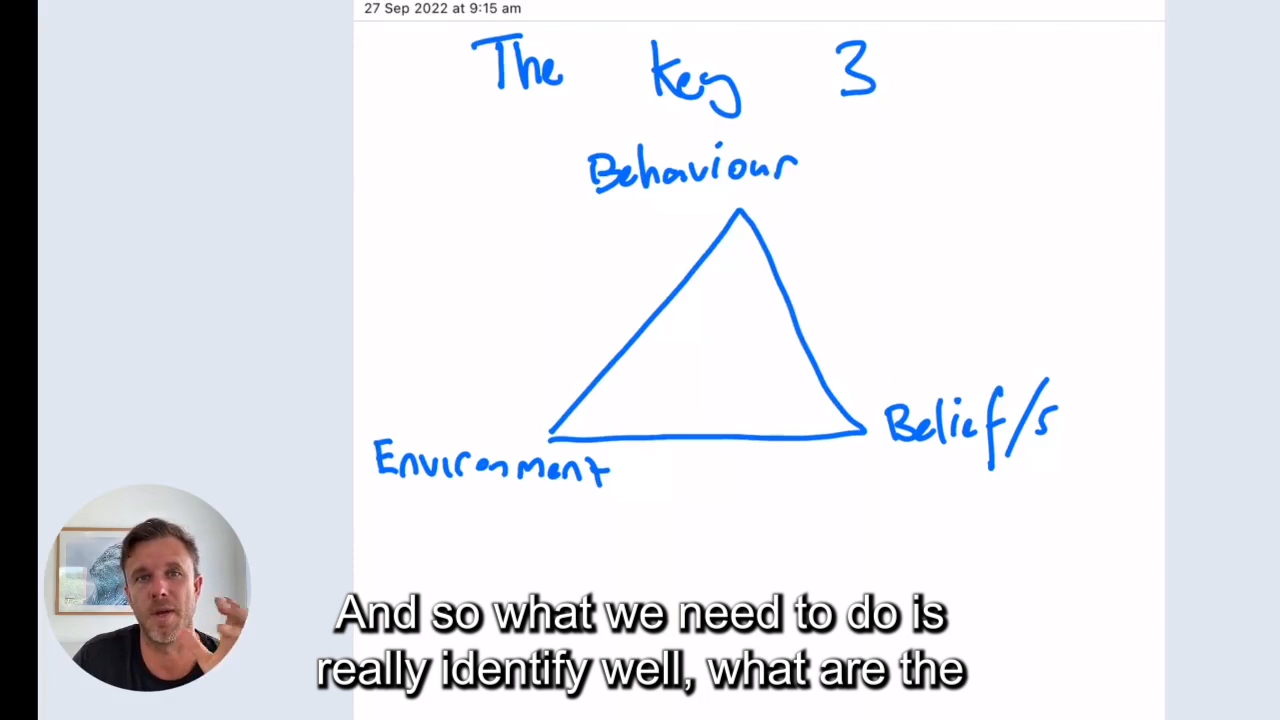 27 Sep 2022 at 9:15 am
The key 3
Behaviour
Belief/s
Environment
And so what we need to do is
really identify well, what are the